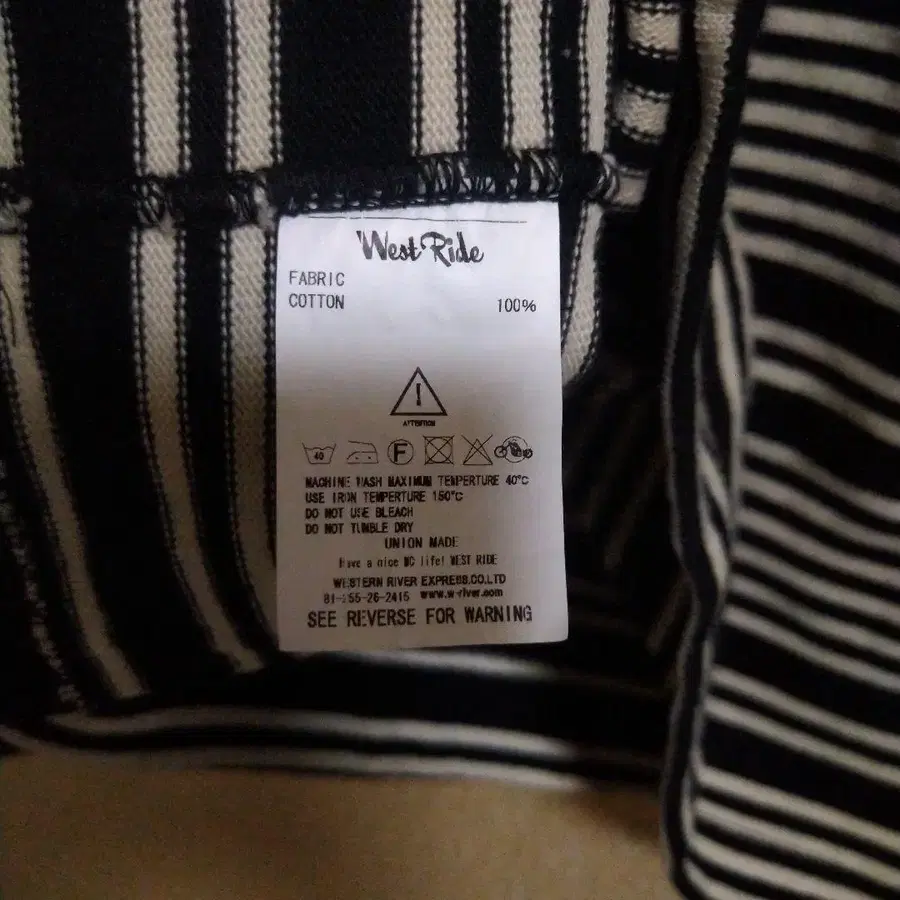 West Ride
FABRIC
COTTON 100%
ATTENTION
40 F
MACHINE WASH MAXIMUM TEMPERTURE 40°C
USE IRON TEMPERTURE 150°C
DO NOT USE BLEACH
DO NOT TUMBLE DRY
UNION MADE
Have a nice MC life! WEST RIDE
WESTERN RIVER EXPRESS.CO.LTD
www.w-river.com
SEE REVERSE FOR WARNING